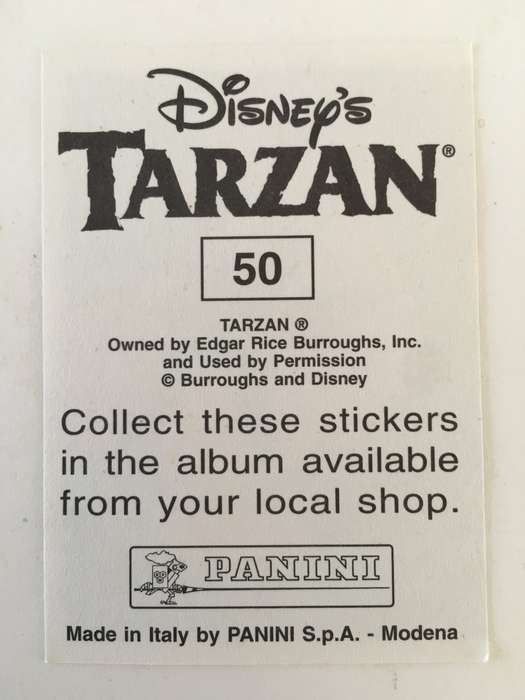 Disney's
TARZAN®
50
TARZAN ®
Owned by Edgar Rice Burroughs, Inc.
and Used by Permission
© Burroughs and Disney
Collect these stickers
in the album available
from your local shop.
PANINI
Made in Italy by PANINI S.p.A. - Modena